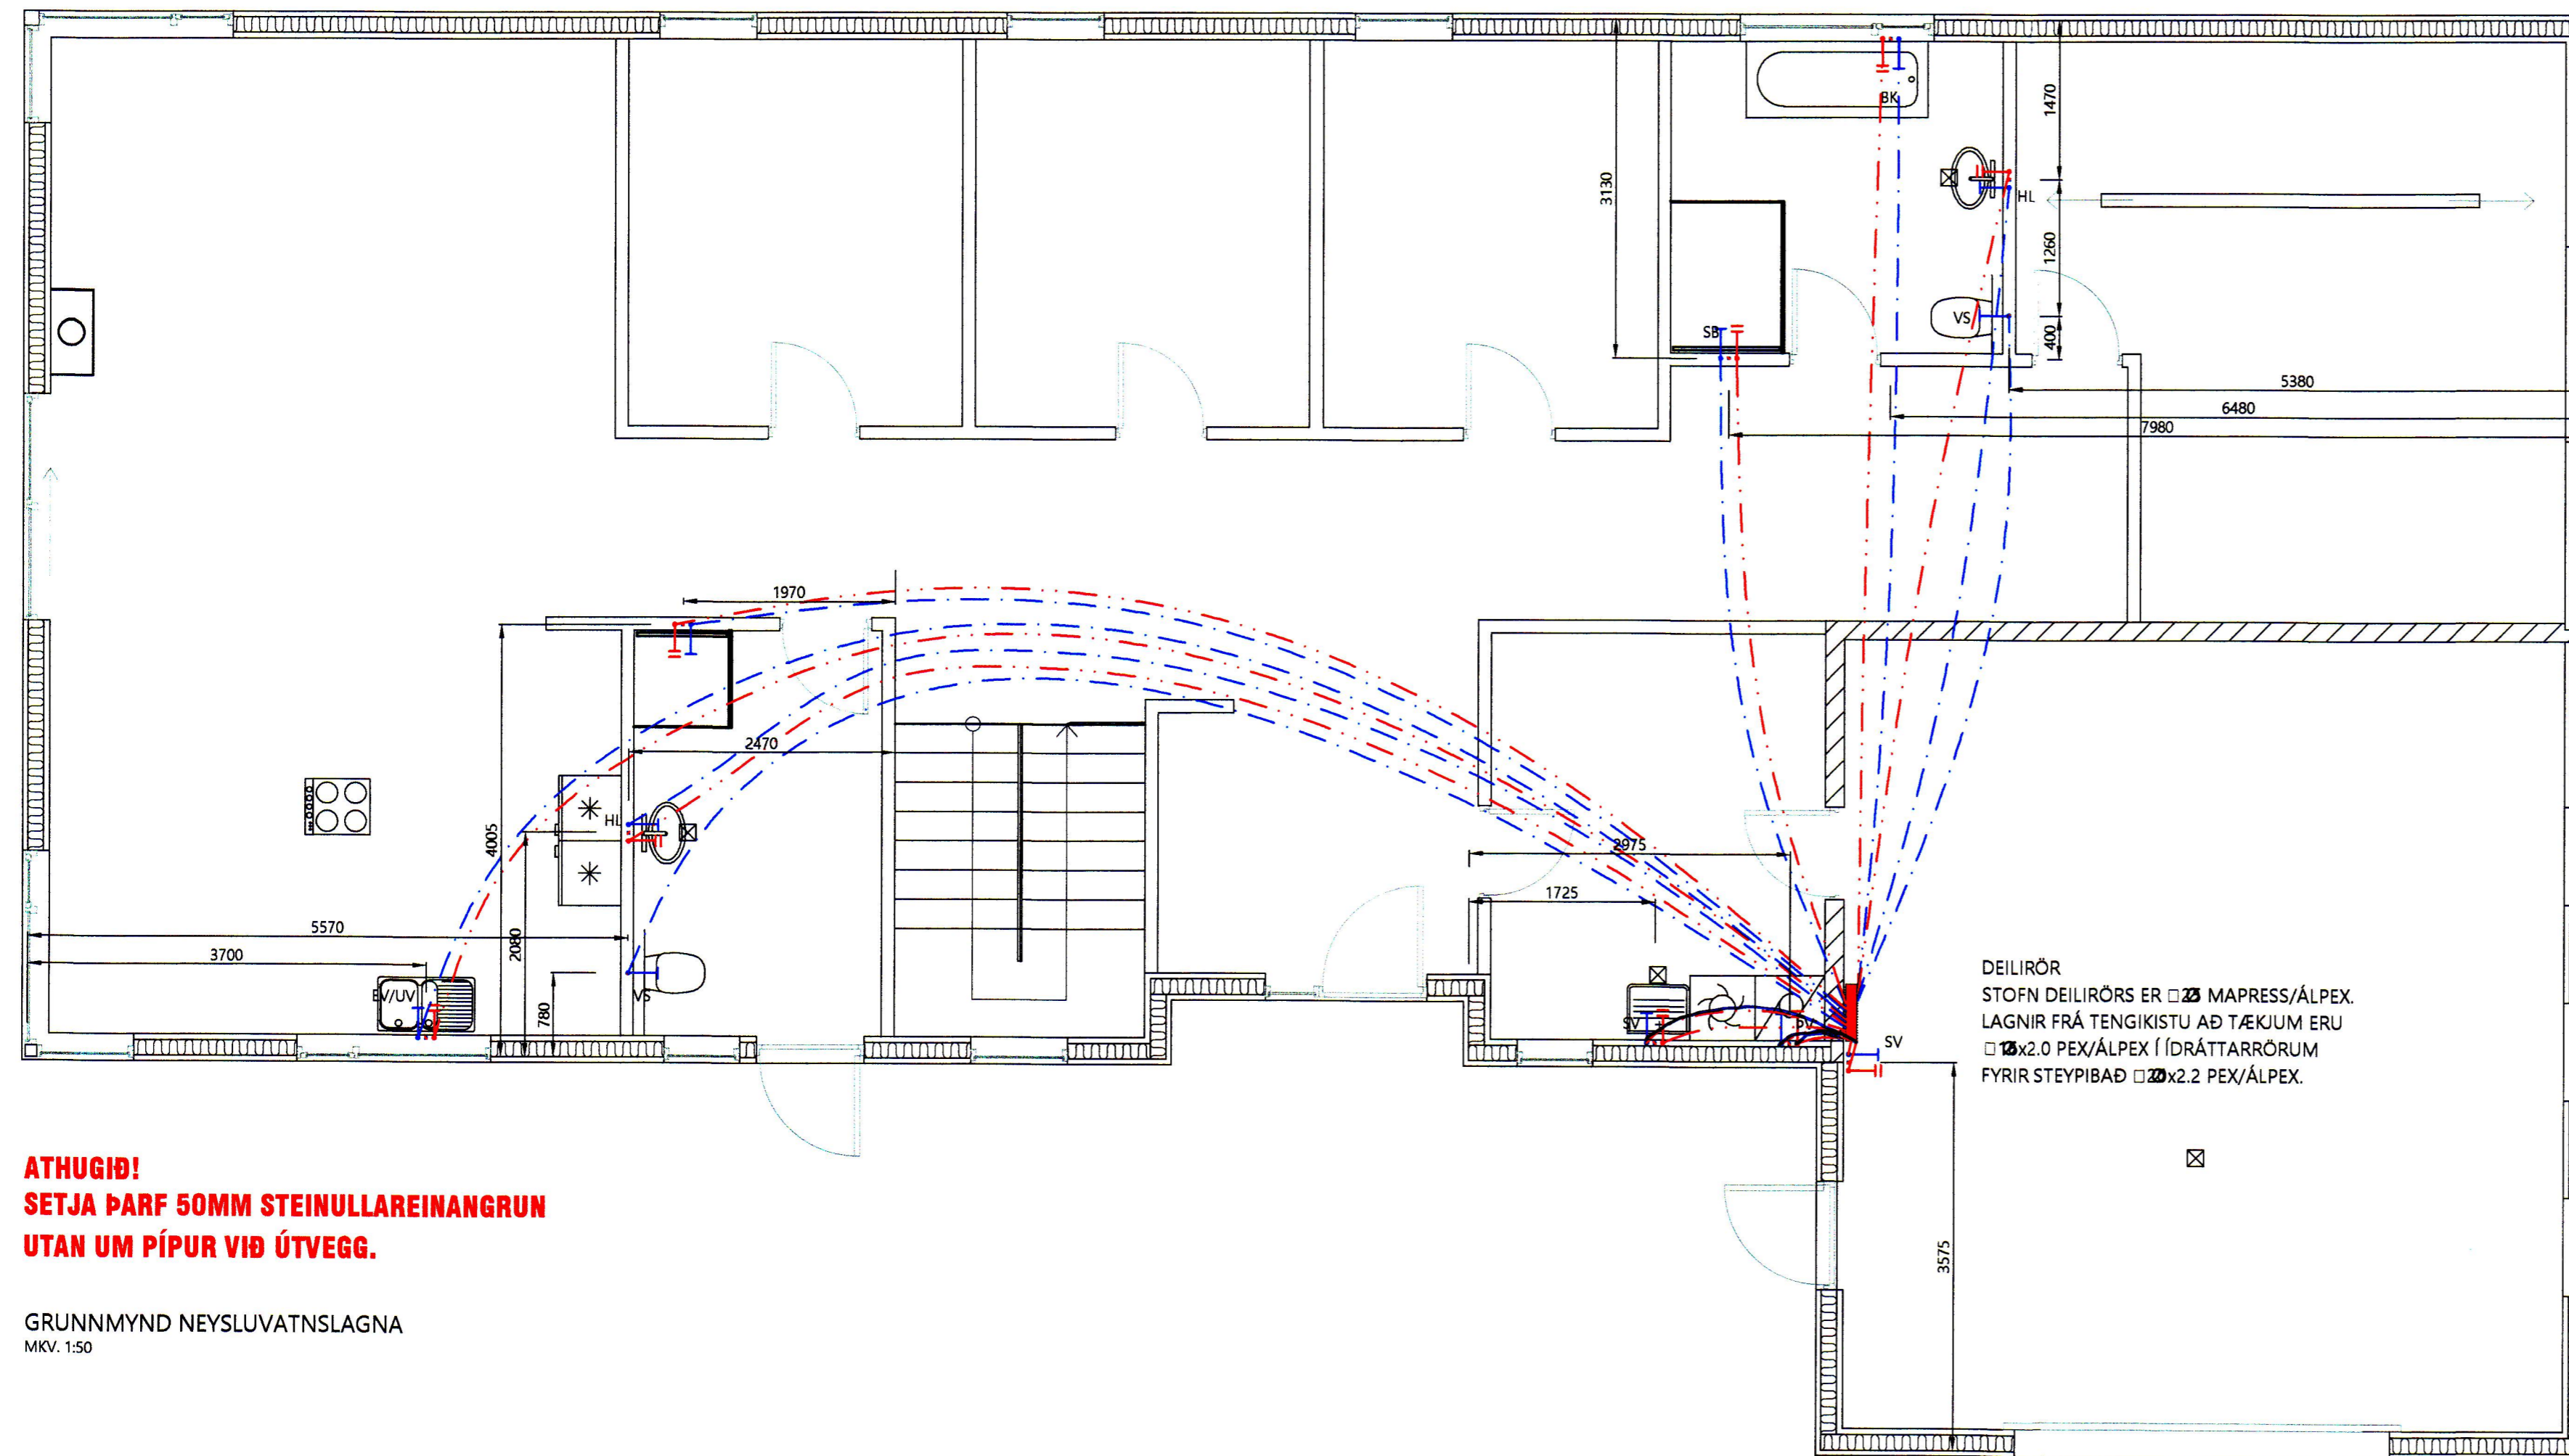 3130
1470
1260
400
BK
HL
VS
SB
5380
6480
7980
1970
2470
4005
2080
780
HL
VS
5570
3700
2975
1725
SV
SV
SV
3575
DEILIRÖR
STOFN DEILIRÖRS ER MAPRESS/ÁLPEX.
LAGNIR FRÁ TENGIKISTU AÐ TÆKJUM ERU
x2.0 PEX/ÁLPEX Í ÍDRÁTTARRÖRUM
FYRIR STEYPIBAÐ x2.2 PEX/ÁLPEX.
ATHUGIÐ!
SETJA ÞARF 50MM STEINULLAREINANGRUN
UTAN UM PÍPUR VIÐ ÚTVEGG.
GRUNNMYND NEYSLUVATNSLAGNA
MKV. 1:50